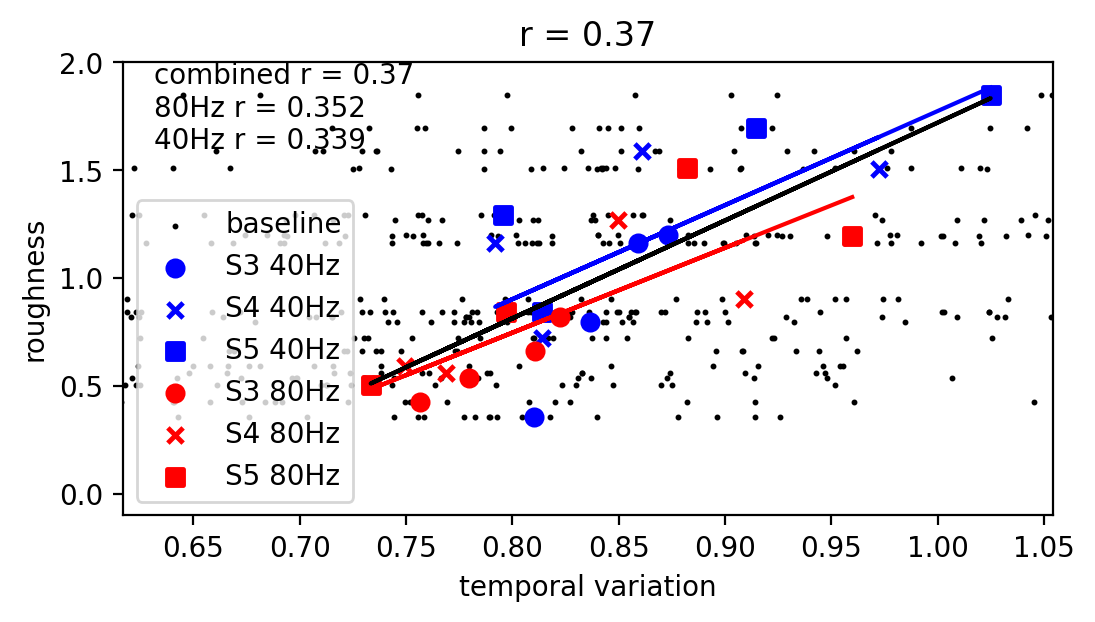 r = 0.37
combined r = 0.37
80Hz r = 0.352
40Hz r = 0.339
2.0
1.5
1.0
0.5
0.0
roughness
baseline
S3 40Hz
S4 40Hz
S5 40Hz
S3 80Hz
S4 80Hz
S5 80Hz
0.65 0.70 0.75 0.80 0.85 0.90 0.95 1.00 1.05
temporal variation